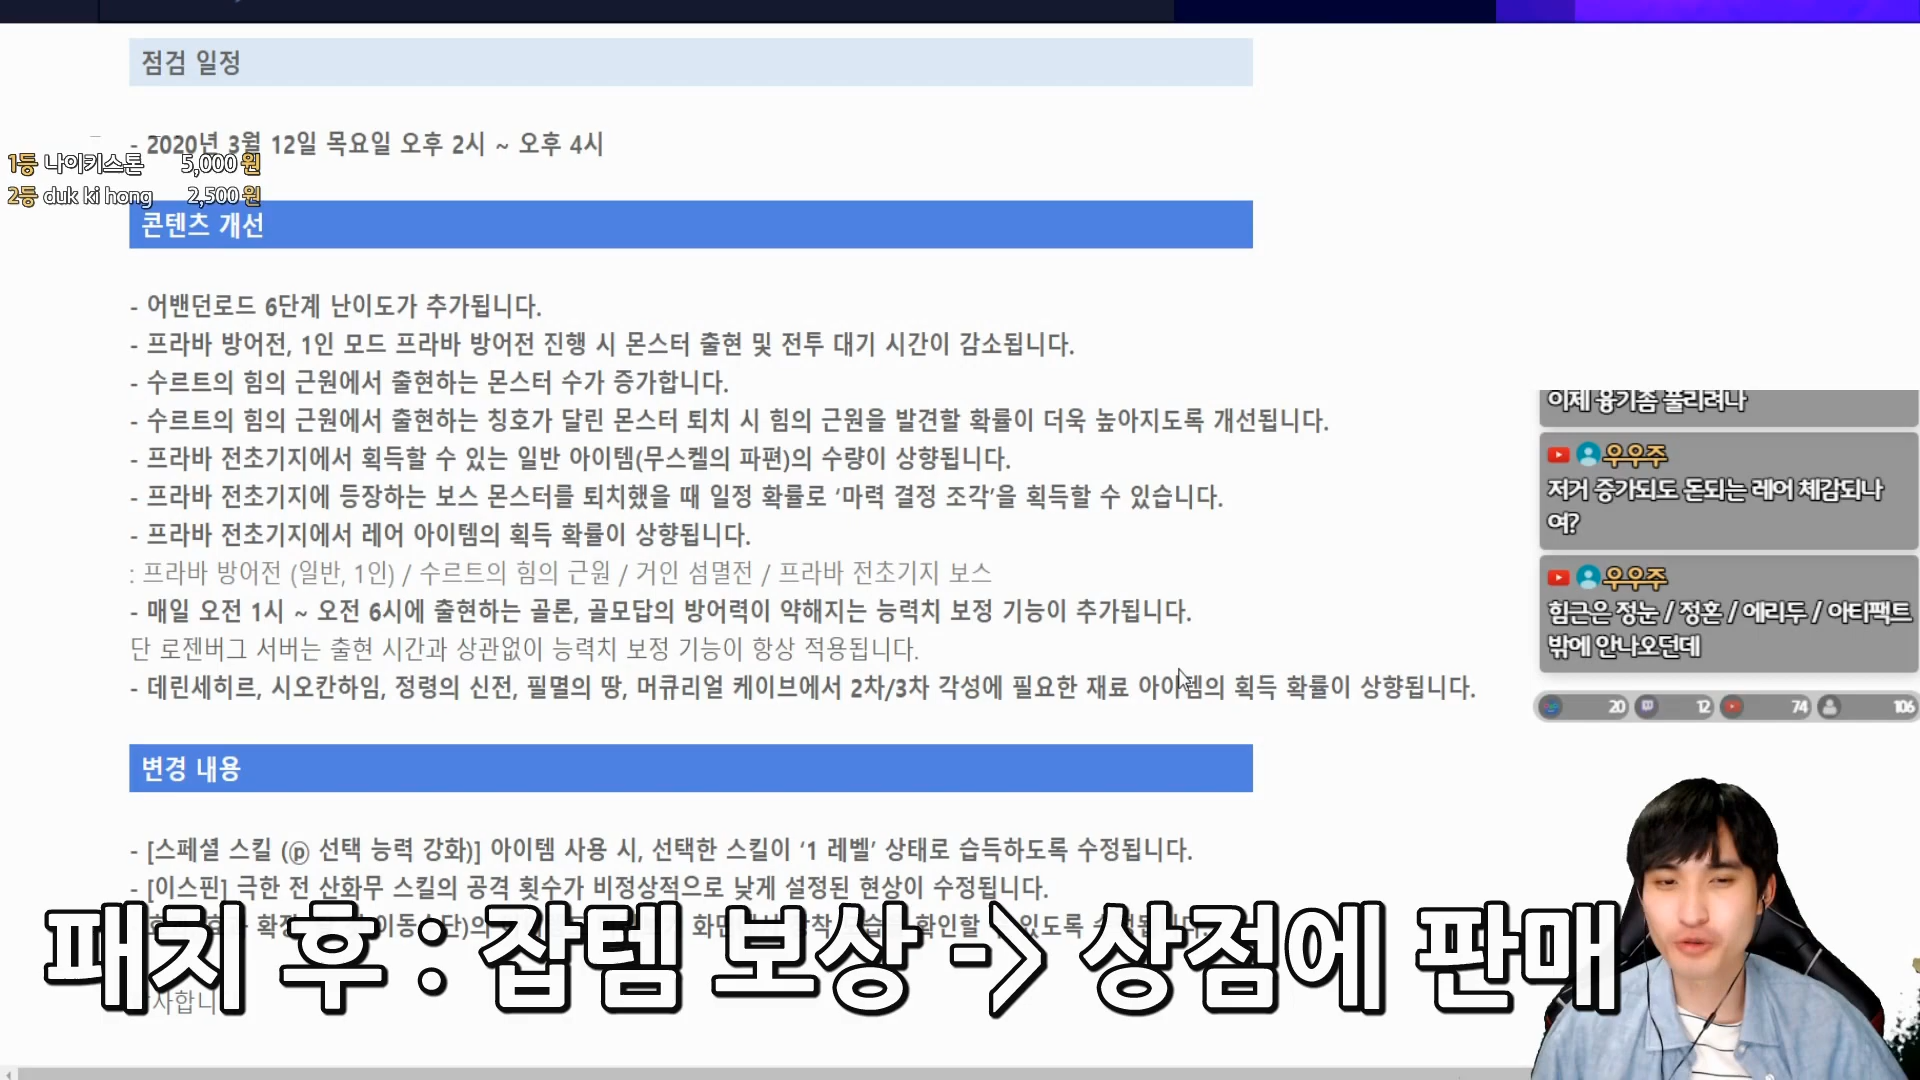 점검 일정
- 2020년 3월 12일 목요일 오후 2시 ~ 오후 4시
1등 나이키스톤 5,000원
2등 duk ki hong 2,500원
콘텐츠 개선
- 어밴던로드 6단계 난이도가 추가됩니다.
- 프라바 방어전, 1인 모드 프라바 방어전 진행 시 몬스터 출현 및 전투 대기 시간이 감소됩니다.
- 수르트의 힘의 근원에서 출현하는 몬스터 수가 증가합니다.
- 수르트의 힘의 근원에서 출현하는 칭호가 달린 몬스터 퇴치 시 힘의 근원을 발견할 확률이 더욱 높아지도록 개선됩니다.
- 프라바 전초기지에서 획득할 수 있는 일반 아이템(무스켈의 파편)의 수량이 상향됩니다.
- 프라바 전초기지에 등장하는 보스 몬스터를 퇴치했을 때 일정 확률로 ‘마력 결정 조각’을 획득할 수 있습니다.
- 프라바 전초기지에서 레어 아이템의 획득 확률이 상향됩니다.
: 프라바 방어전 (일반, 1인) / 수르트의 힘의 근원 / 거인 섬멸전 / 프라바 전초기지 보스
- 매일 오전 1시 ~ 오전 6시에 출현하는 골론, 골모답의 방어력이 약해지는 능력치 보정 기능이 추가됩니다.
단 로젠버그 서버는 출현 시간과 상관없이 능력치 보정 기능이 항상 적용됩니다.
- 데린세히르, 시오칸하임, 정령의 신전, 필멸의 땅, 머큐리얼 케이브에서 2차/3차 각성에 필요한 재료 아이템의 획득 확률이 상향됩니다.
변경 내용
- [스페셜 스킬 (ⓟ 선택 능력 강화)] 아이템 사용 시, 선택한 스킬이 ‘1 레벨’ 상태로 습득하도록 수정됩니다.
- [이스핀] 극한 전 산화무 스킬의 공격 횟수가 비정상적으로 낮게 설정된 현상이 수정됩니다.
패치 후 : 잡템 보상 -> 상점에 판매
이제 용기좀 풀리려나
우우주
저거 증가되도 돈되는 레어 체감되나
여?
우우주
힘근은 정눈 / 정혼 / 에리두 / 아티팩트
밖에 안나오던데
20 12 74 106